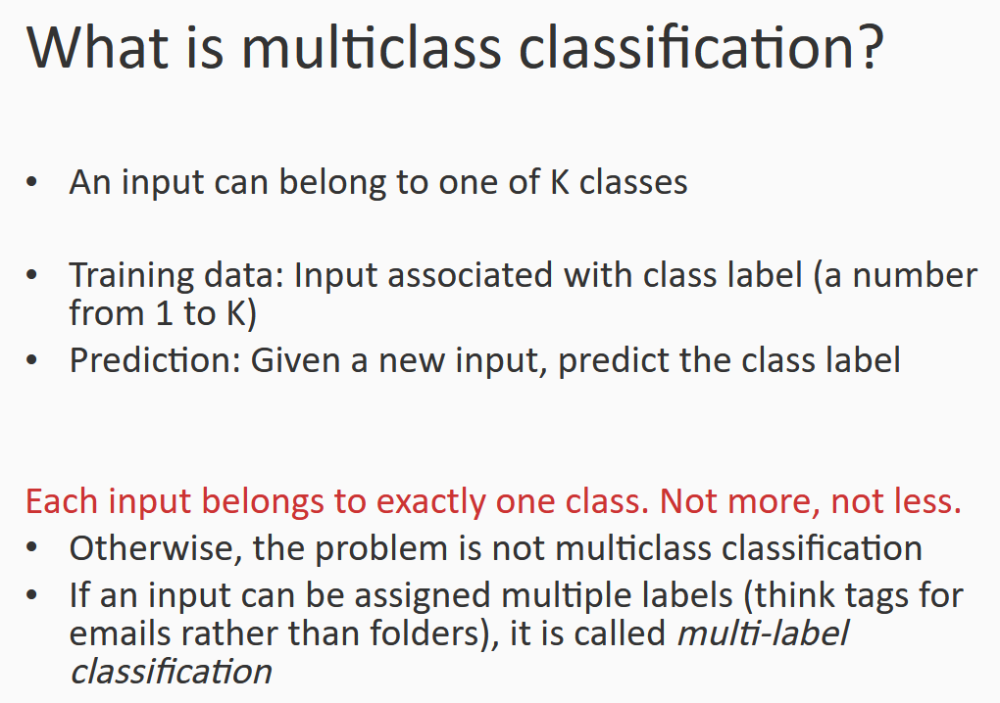 What is multiclass classification?
• An input can belong to one of K classes
• Training data: Input associated with class label (a number
from 1 to K)
• Prediction: Given a new input, predict the class label
Each input belongs to exactly one class. Not more, not less.
• Otherwise, the problem is not multiclass classification
• If an input can be assigned multiple labels (think tags for
emails rather than folders), it is called multi-label
classification